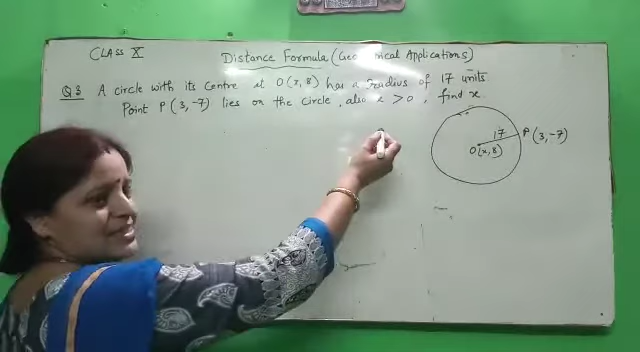 CLASS X
Distance Formula (Geometrical Applications)
Q.3 A circle with its Centre at O(x, 8) has a radius of 17 units.
Point P(3, -7) lies on the circle, also x > 0, find x.
17
P(3, -7)
O(x, 8)